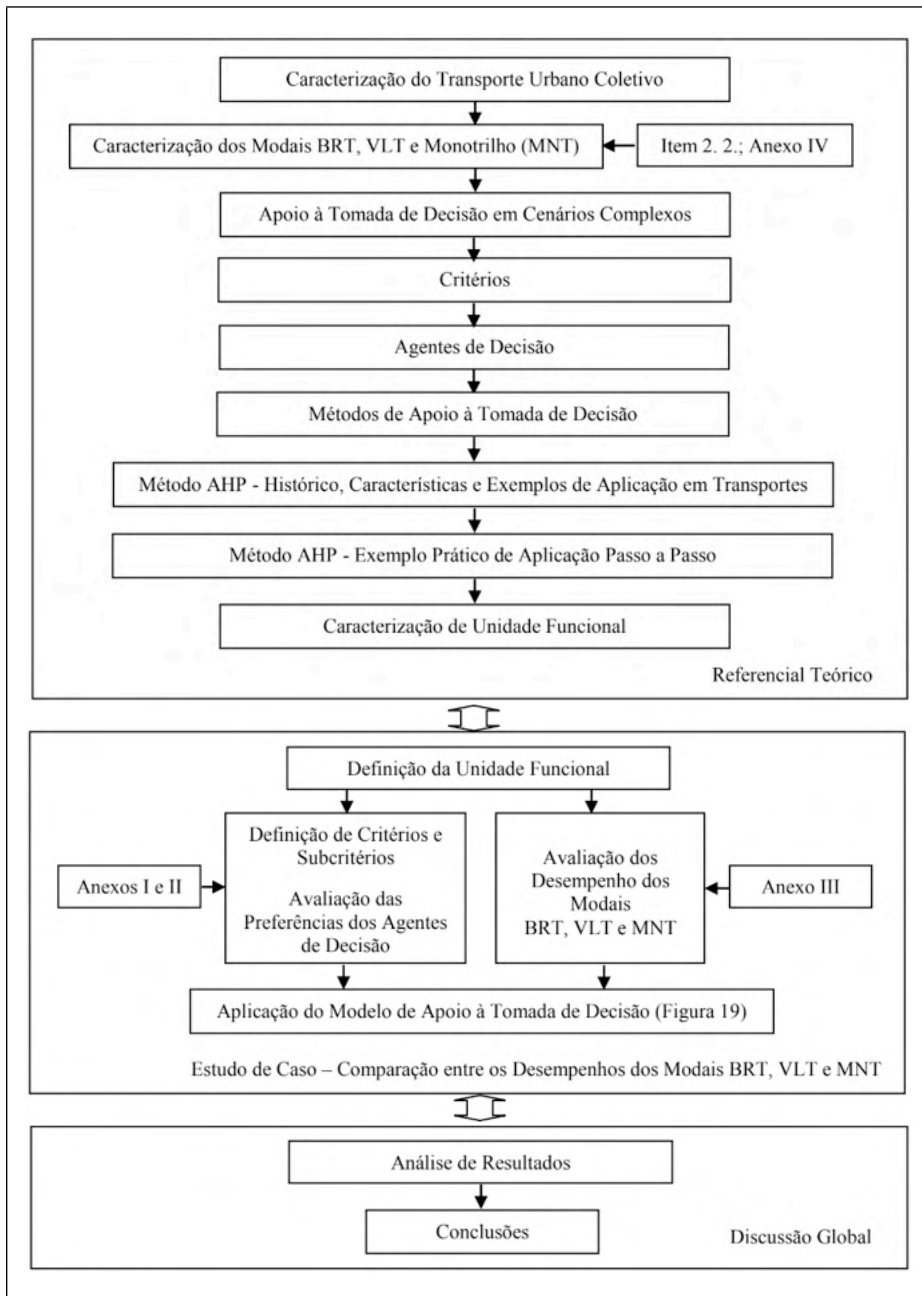 Caracterização do Transporte Urbano Coletivo
Caracterização dos Modais BRT, VLT e Monotrilho (MNT)
Item 2. 2.; Anexo IV
Apoio à Tomada de Decisão em Cenários Complexos
Critérios
Agentes de Decisão
Métodos de Apoio à Tomada de Decisão
Método AHP - Histórico, Características e Exemplos de Aplicação em Transportes
Método AHP - Exemplo Prático de Aplicação Passo a Passo
Caracterização de Unidade Funcional
Referencial Teórico
Definição da Unidade Funcional
Anexos I e II
Definição de Critérios e
Subcritérios
Avaliação das
Preferências dos Agentes
de Decisão
Avaliação dos
Desempenho dos
Modais
BRT, VLT e MNT
Anexo III
Aplicação do Modelo de Apoio à Tomada de Decisão (Figura 19)
Estudo de Caso – Comparação entre os Desempenhos dos Modais BRT, VLT e MNT
Análise de Resultados
Conclusões
Discussão Global